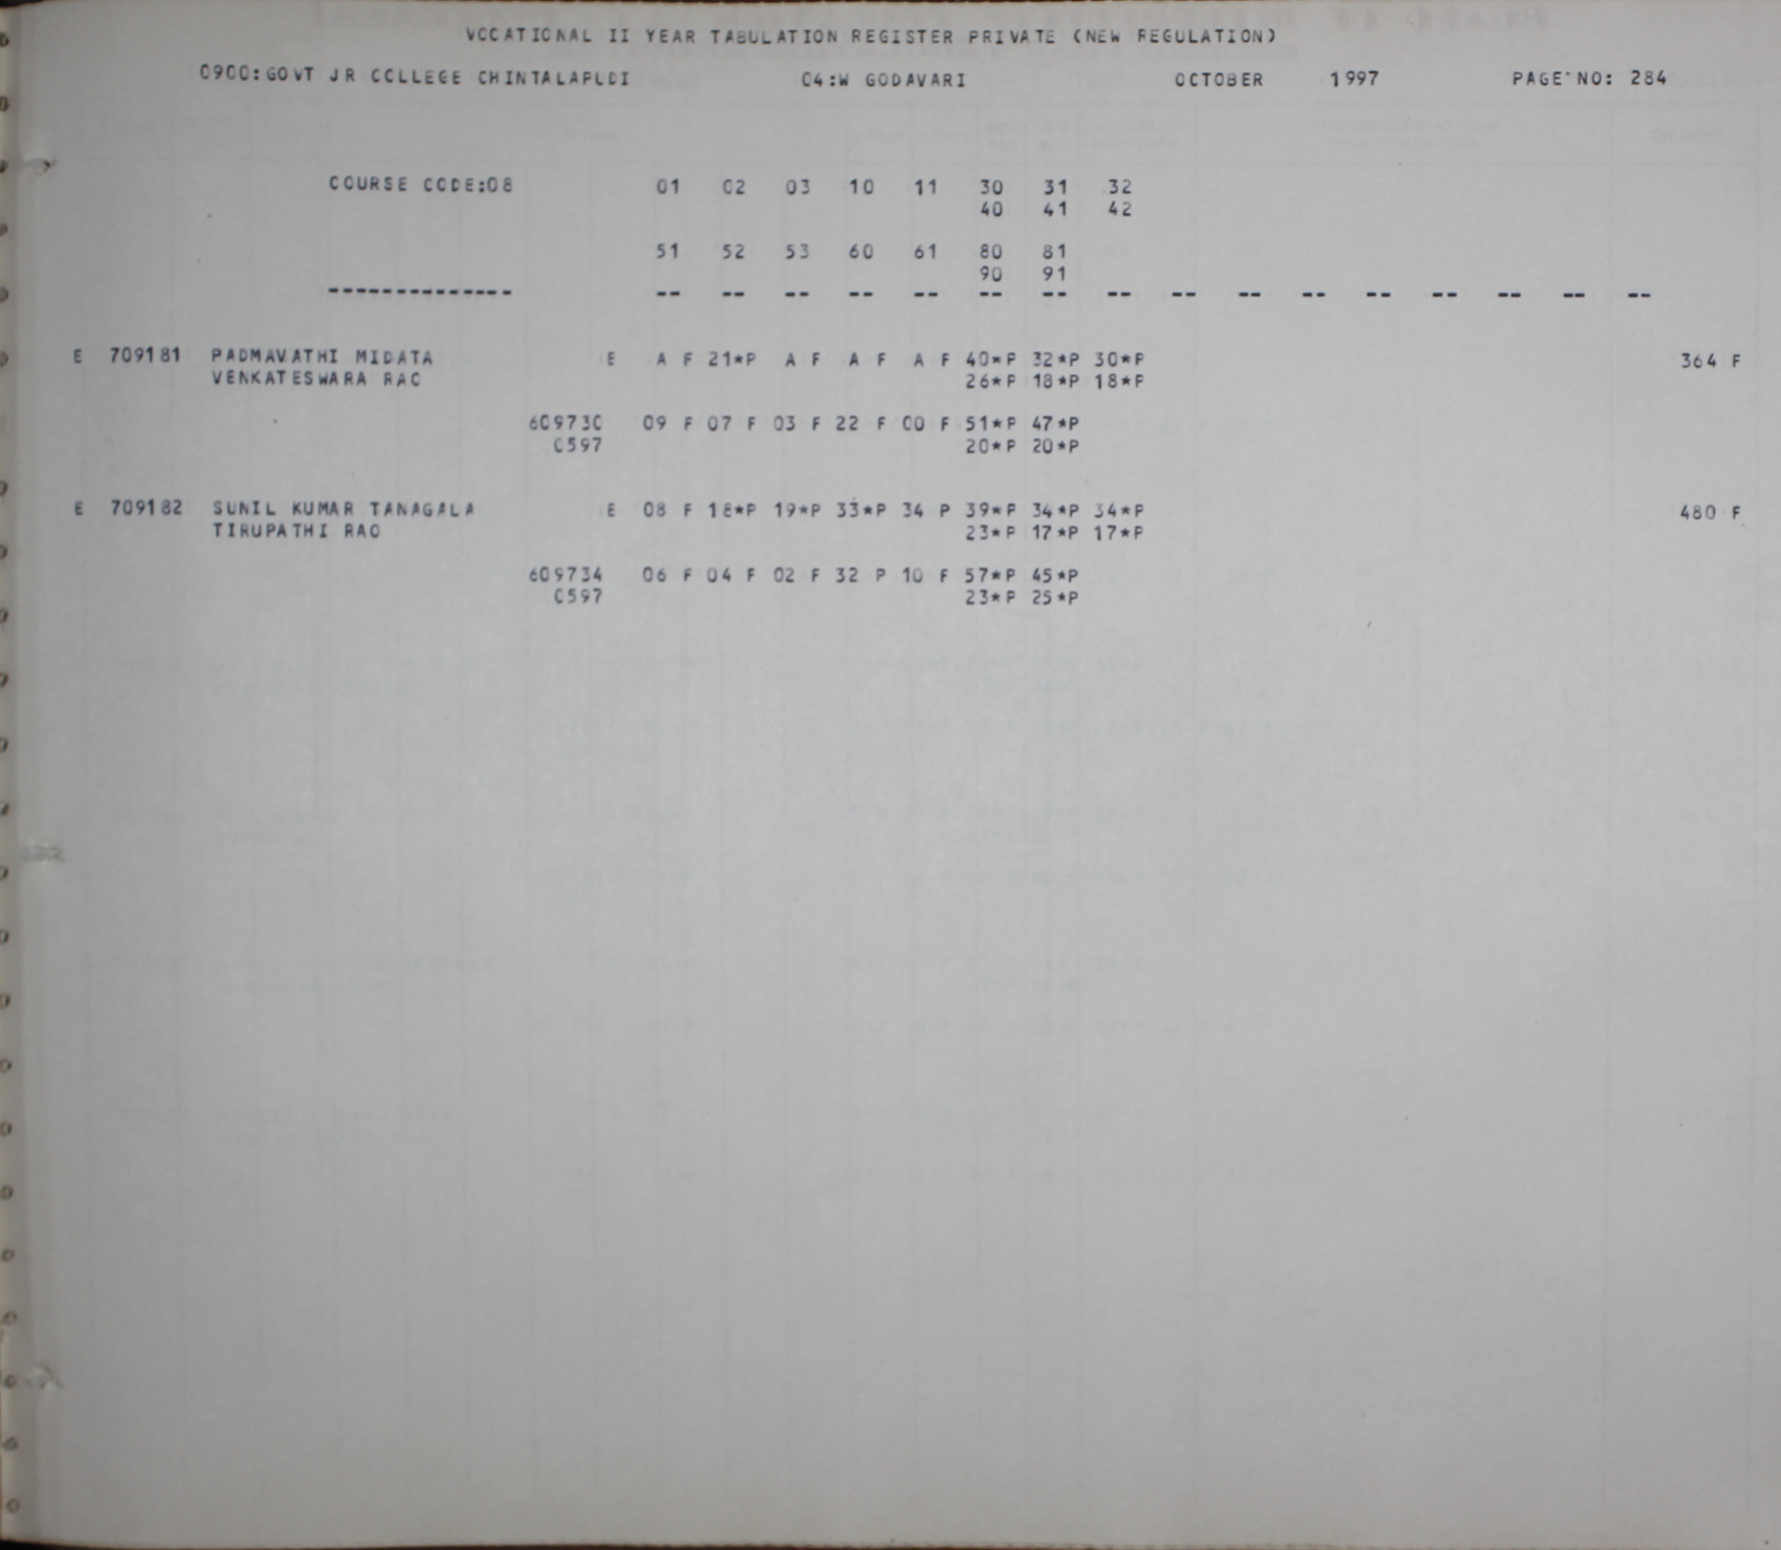 VOCATIONAL II YEAR TABULATION REGISTER PRIVATE (NEW REGULATION)
0900:GOVT JR COLLEGE CHINTALAPUDI 04:W GODAVARI OCTOBER 1997 PAGE NO: 284
COURSE CODE:08 01 02 03 10 11 30 31 32
40 41 42
51 52 53 60 61 80 81
90 91
-------------- -- -- -- -- -- -- -- -- -- -- -- -- -- -- -- --
E 709181 PADMAVATHI MIDATA E A F 21*P A F A F A F 40*P 32*P 30*P 364 F
VENKATESWARA RAO 26*P 18*P 18*P
609730 09 F 07 F 03 F 22 F 00 F 51*P 47*P
0597 20*P 20*P
E 709182 SUNIL KUMAR TANAGALA E 08 F 18*P 19*P 33*P 34 P 39*P 34*P 34*P 480 F
TIRUPATHI RAO 23*P 17*P 17*P
609734 06 F 04 F 02 F 32 P 10 F 57*P 45*P
0597 23*P 25*P